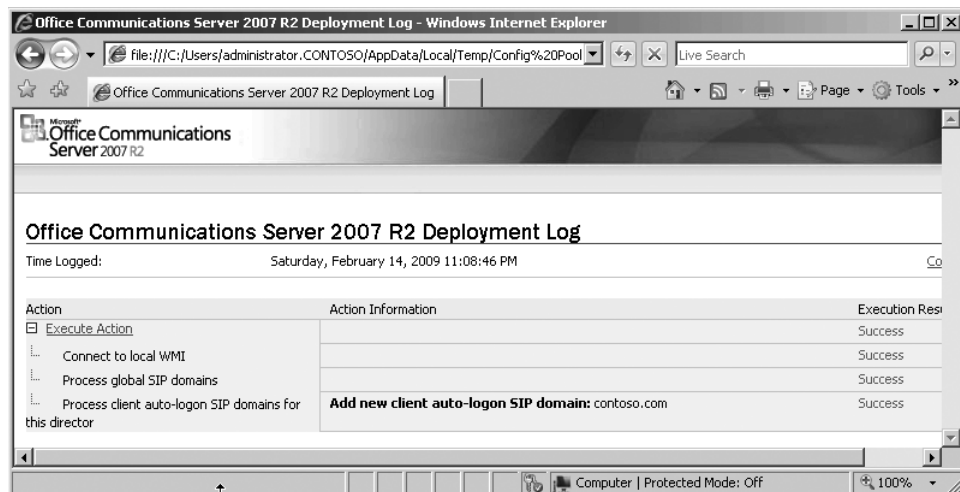 Office Communications Server 2007 R2 Deployment Log - Windows Internet Explorer
file:///C:/Users/administrator.CONTOSO/AppData/Local/Temp/Config%20Pool
Live Search
Office Communications Server 2007 R2 Deployment Log
Page
Tools
Microsoft
Office Communications
Server 2007 R2
Office Communications Server 2007 R2 Deployment Log
Time Logged: Saturday, February 14, 2009 11:08:46 PM Co
Action Action Information Execution Resu
Execute Action Success
Connect to local WMI Success
Process global SIP domains Success
Process client auto-logon SIP domains for Add new client auto-logon SIP domain: contoso.com Success
this director
Computer | Protected Mode: Off 100%